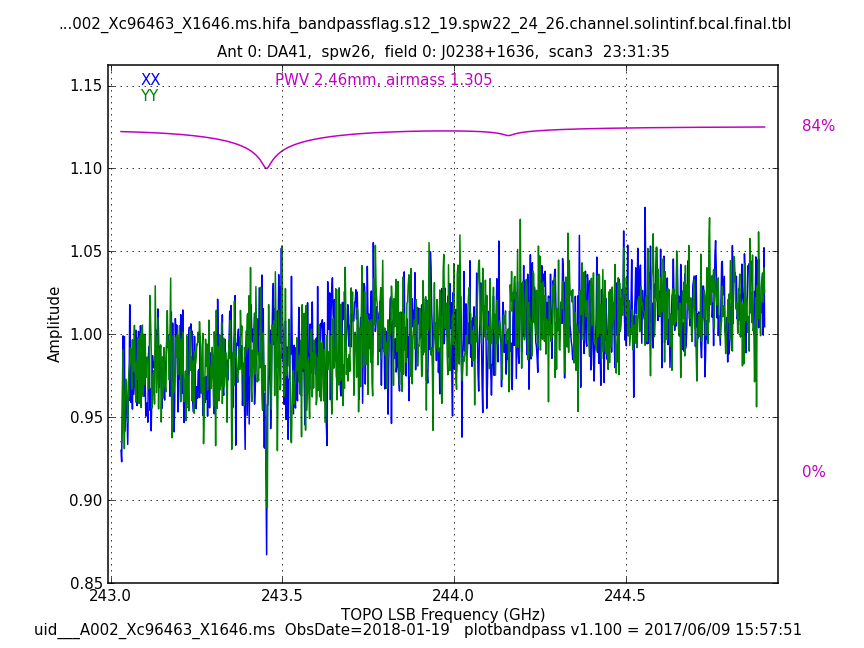 ...002_Xc96463_X1646.ms.hifa_bandpassflag.s12_19.spw22_24_26.channel.solintinf.bcal.final.tbl
Ant 0: DA41,  spw26,  field 0: J0238+1636,  scan3  23:31:35
XX
YY
PWV 2.46mm, airmass 1.305
1.15
1.10
1.05
1.00
0.95
0.90
0.85
84%
0%
Amplitude
243.0
243.5
244.0
244.5
TOPO LSB Frequency (GHz)
uid___A002_Xc96463_X1646.ms  ObsDate=2018-01-19   plotbandpass v1.100 = 2017/06/09 15:57:51